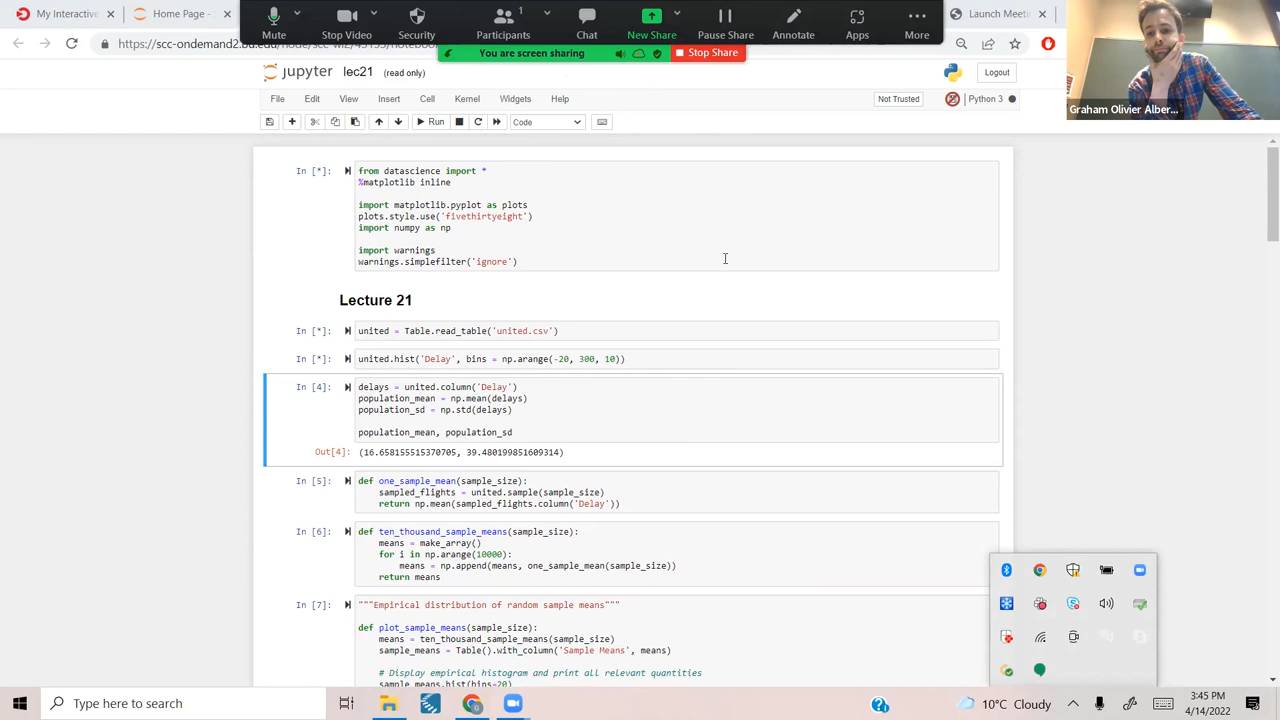 My Interactive
Home Page -
Launch Meeti
Mute
Stop Video
Security
1
Participants
Chat
New Share
Pause Share
Annotate
Apps
More
You are screen sharing
Stop Share
Graham Olivier Alber...
jupyter lec21 (read only)
Logout
File Edit View Insert Cell Kernel Widgets Help
Not Trusted
Python 3
Run
Code
In [*]:
from datascience import *
%matplotlib inline
import matplotlib.pyplot as plots
plots.style.use('fivethirtyeight')
import numpy as np
import warnings
warnings.simplefilter('ignore')
Lecture 21
In [*]:
united = Table.read_table('united.csv')
In [*]:
united.hist('Delay', bins = np.arange(-20, 300, 10))
In [4]:
delays = united.column('Delay')
population_mean = np.mean(delays)
population_sd = np.std(delays)
population_mean, population_sd
Out[4]: (16.658155515370705, 39.480199851609314)
In [5]:
def one_sample_mean(sample_size):
sampled_flights = united.sample(sample_size)
return np.mean(sampled_flights.column('Delay'))
In [6]:
def ten_thousand_sample_means(sample_size):
means = make_array()
for i in np.arange(10000):
means = np.append(means, one_sample_mean(sample_size))
return means
In [7]:
"""Empirical distribution of random sample means"""
def plot_sample_means(sample_size):
means = ten_thousand_sample_means(sample_size)
sample_means = Table().with_column('Sample Means', means)
# Display empirical histogram and print all relevant quantities
sample_means.hist(bins=20)
Type here to search
10°C Cloudy
3:45 PM
4/14/2022